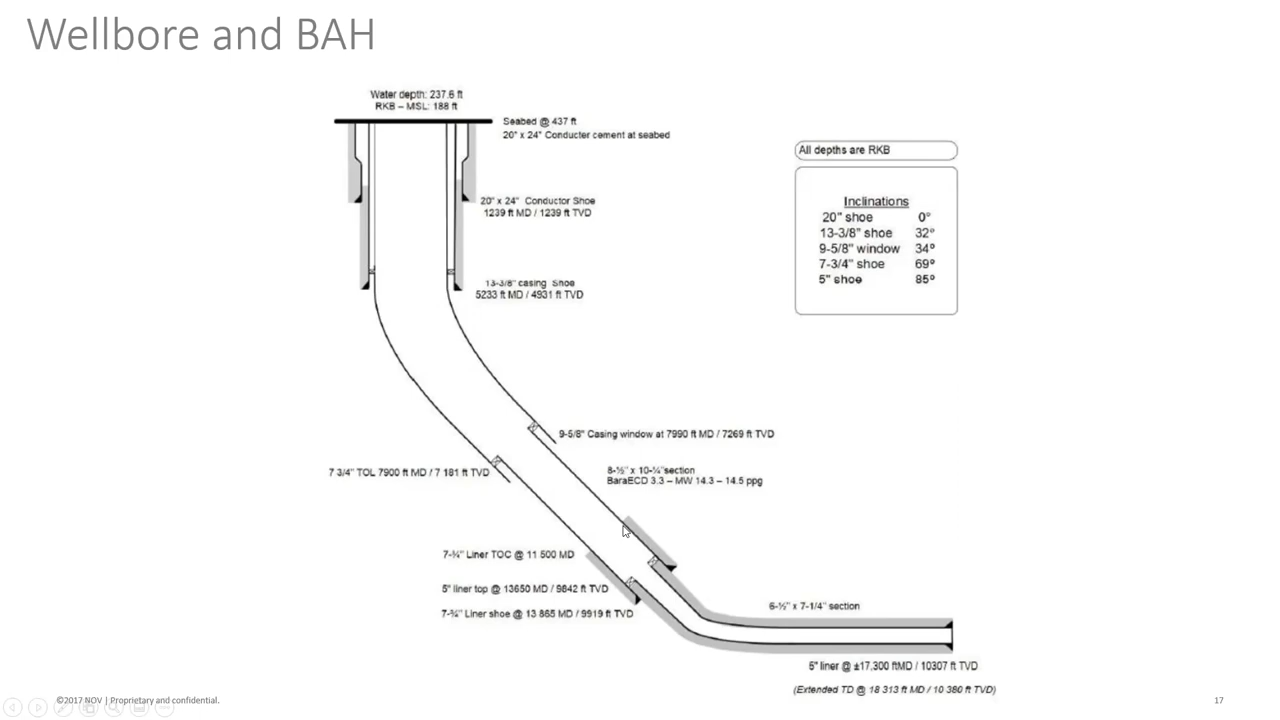 Wellbore and BAH
Water depth: 237.6 ft
RKB – MSL: 188 ft
Seabed @ 437 ft
20" x 24" Conducter cement at seabed
All depths are RKB
Inclinations
20" shoe 0°
13-3/8" shoe 32°
9-5/8" window 34°
7-3/4" shoe 69°
5" shoe 85°
20" x 24" Conductor Shoe
1239 ft MD / 1239 ft TVD
13-3/8" casing Shoe
5233 ft MD / 4931 ft TVD
9-5/8" Casing window at 7990 ft MD / 7269 ft TVD
7 3/4" TOL 7900 ft MD / 7 181 ft TVD
8-½" x 10-¼"section
BaraECD 3.3 – MW 14.3 – 14.5 ppg
7-¾" Liner TOC @ 11 500 MD
5" liner top @ 13650 MD / 9842 ft TVD
7-¾" Liner shoe @ 13 865 MD / 9919 ft TVD
6-½" x 7-1/4" section
5" liner @ ±17,300 ftMD / 10307 ft TVD
(Extended TD @ 18 313 ft MD / 10 380 ft TVD)
©2017 NOV | Proprietary and confidential.
17